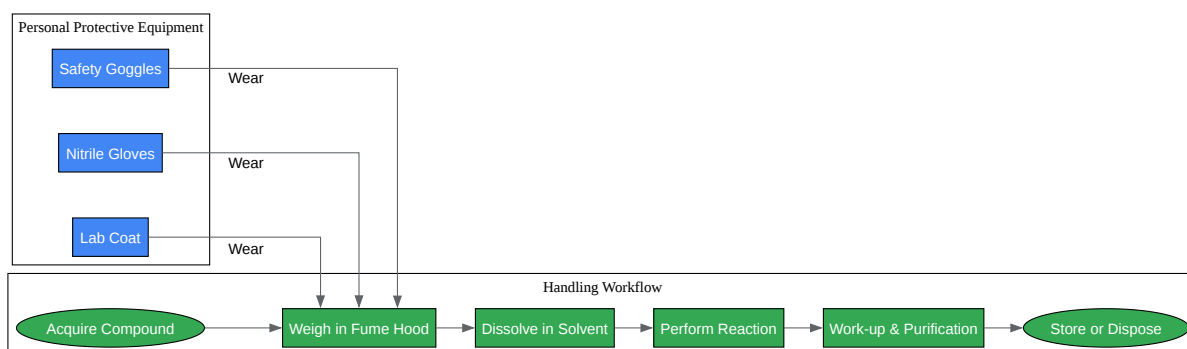 Personal Protective Equipment
Safety Goggles
Wear
Nitrile Gloves
Wear
Lab Coat
Wear
Handling Workflow
Acquire Compound
Weigh in Fume Hood
Dissolve in Solvent
Perform Reaction
Work-up & Purification
Store or Dispose